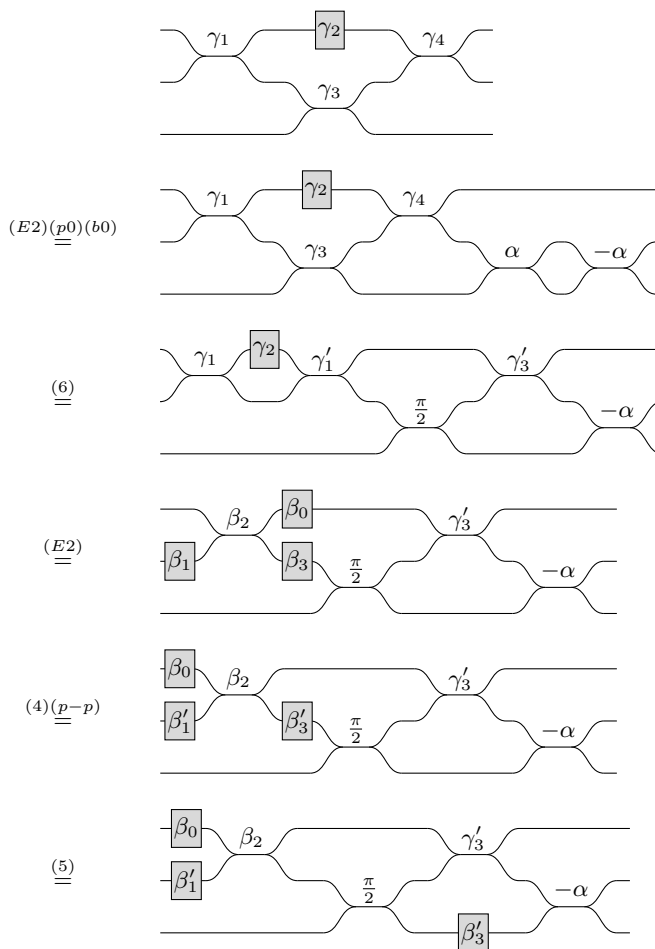 γ₁ γ₂ γ₄
γ₃
(E2)(p0)(b0)
=
γ₁ γ₂ γ₄
γ₃ α −α
(6)
=
γ₁ γ₂ γ₁′ γ₃′
π/2 −α
(E2)
=
β₂ β₀ γ₃′
β₁ β₃ π/2 −α
(4)(p−p)
=
β₀ β₂ γ₃′
β₁′ β₃′ π/2 −α
(5)
=
β₀ β₂ γ₃′
β₁′ π/2 −α
β₃′